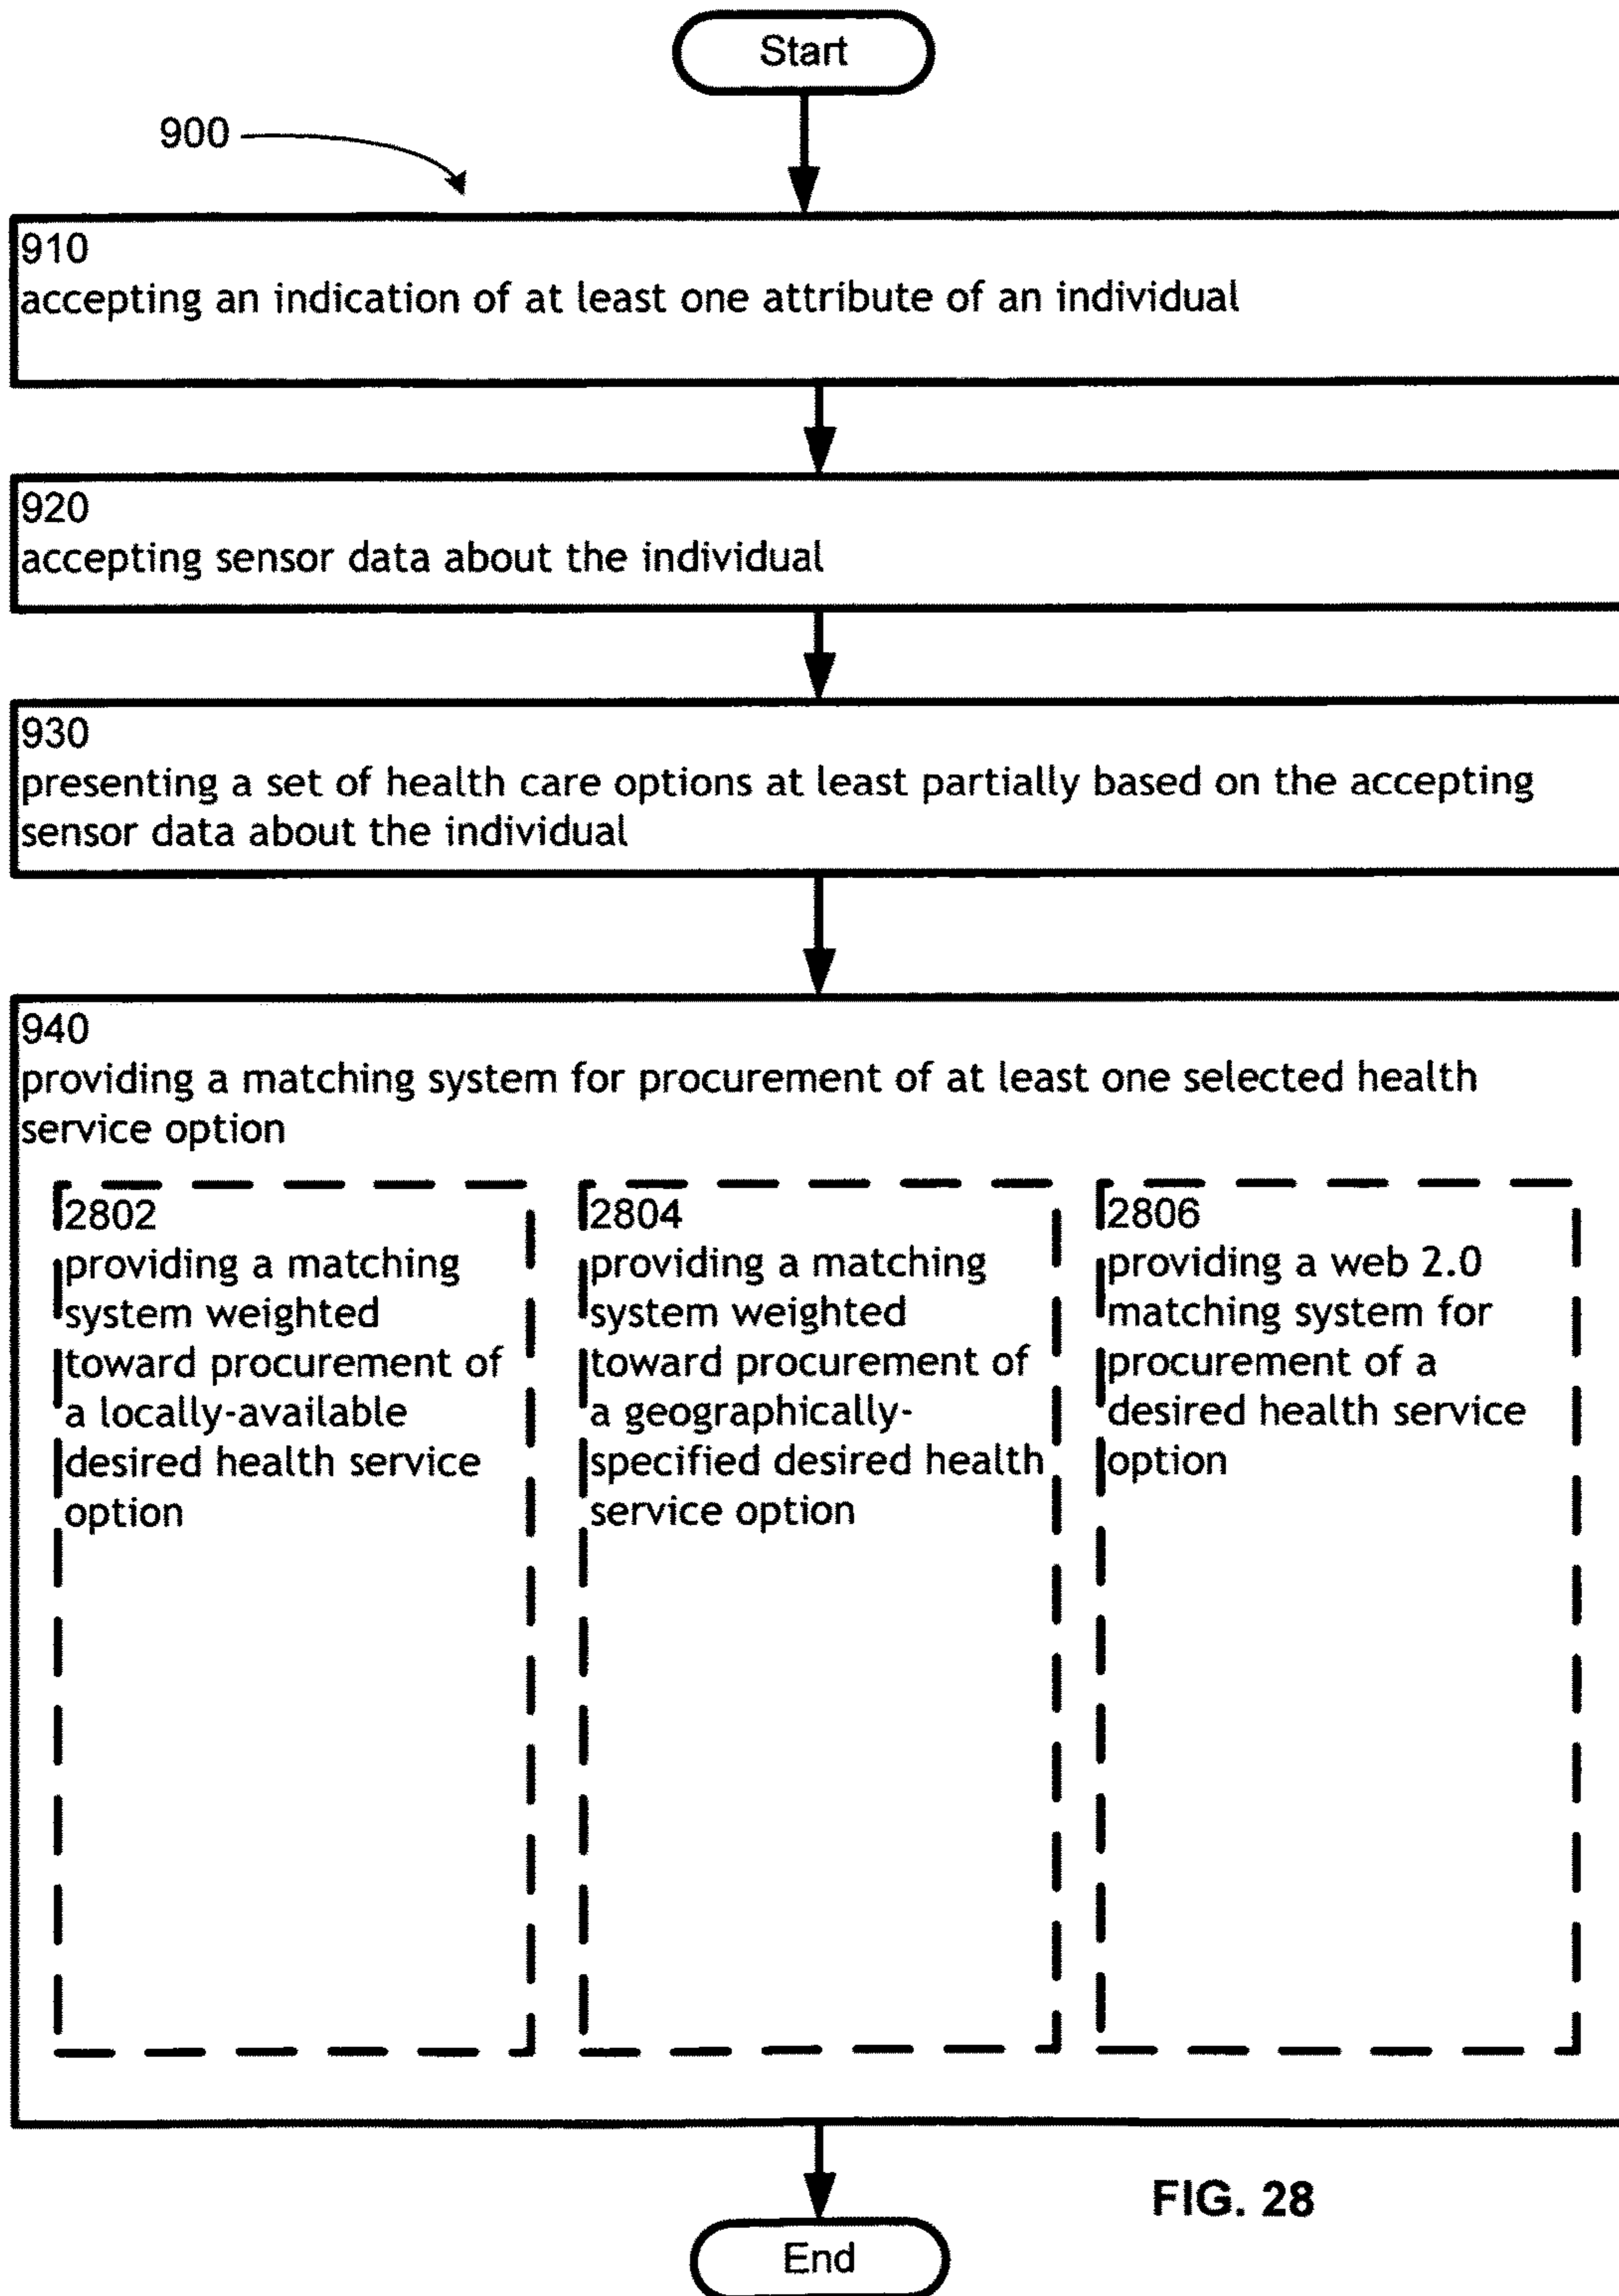 Start
900
910
accepting an indication of at least one attribute of an individual
920
accepting sensor data about the individual
930
presenting a set of health care options at least partially based on the accepting
sensor data about the individual
940
providing a matching system for procurement of at least one selected health
service option
2802
providing a matching
system weighted
toward procurement of
a locally-available
desired health service
option
2804
providing a matching
system weighted
toward procurement of
a geographically-
specified desired health
service option
2806
providing a web 2.0
matching system for
procurement of a
desired health service
option
FIG. 28
End